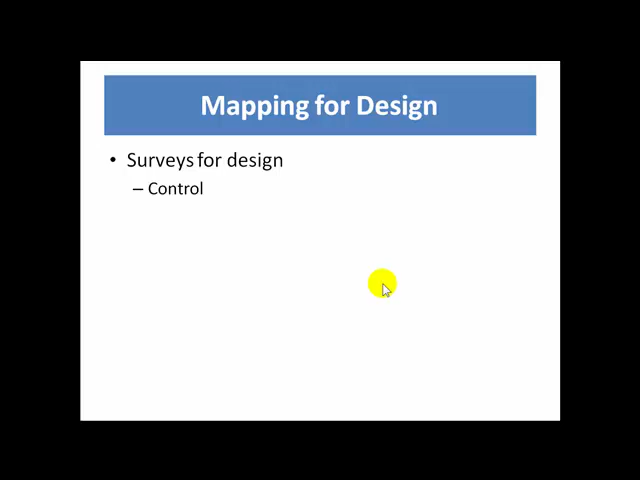 Mapping for Design
• Surveys for design
– Control